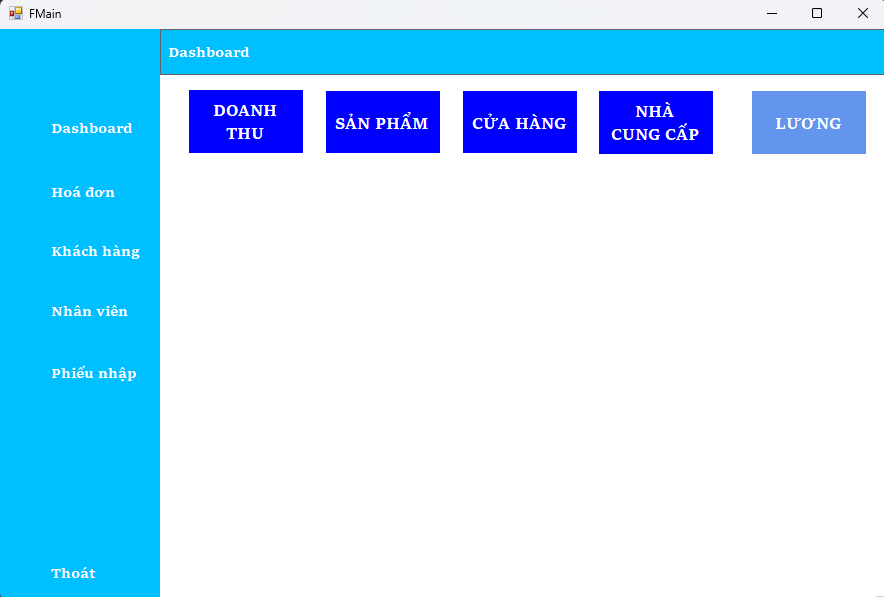 FMain
Dashboard
Dashboard
Hoá đơn
Khách hàng
Nhân viên
Phiếu nhập
Thoát
DOANH
THU
SẢN PHẨM
CỬA HÀNG
NHÀ
CUNG CẤP
LƯƠNG